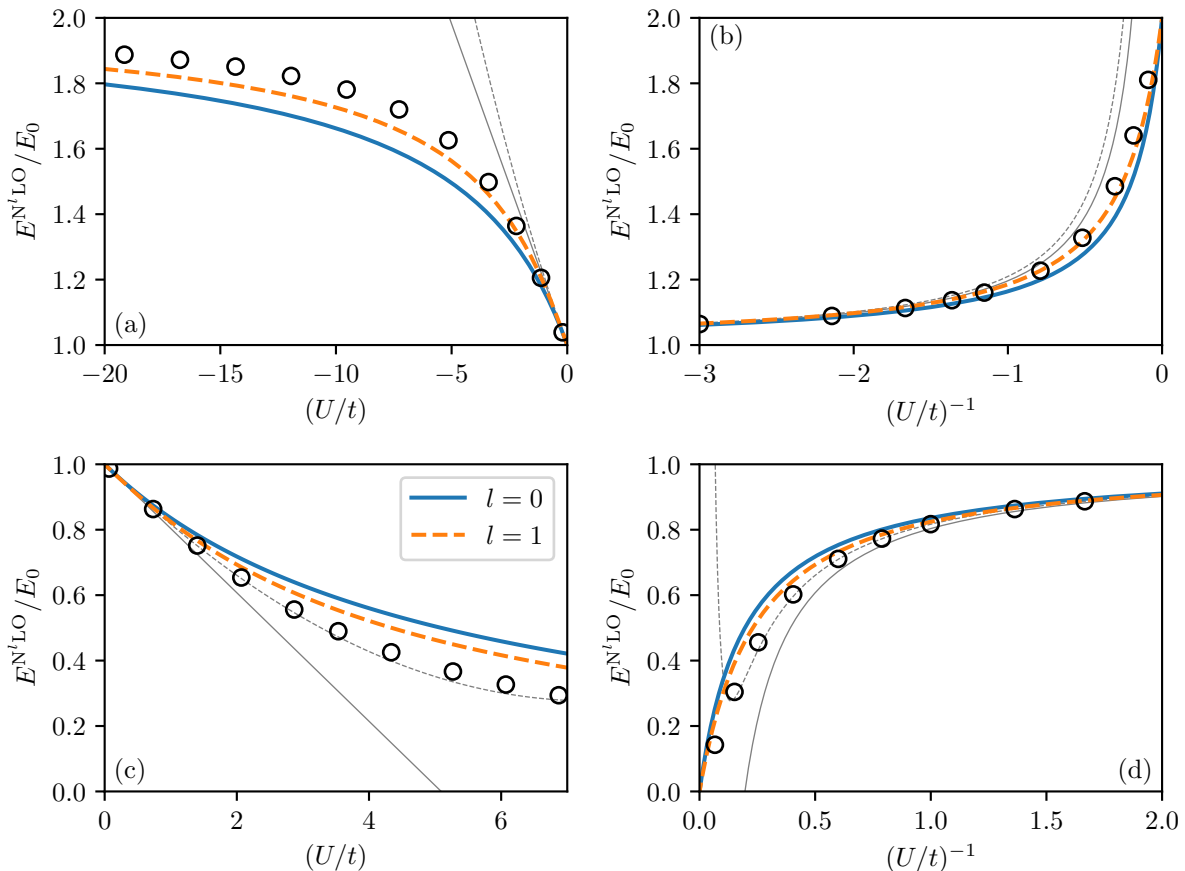 2.0
1.8
1.6
1.4
1.2
1.0
E^{N^lLO}/E_0
(a)
−20 −15 −10 −5 0
(U/t)
2.0
1.8
1.6
1.4
1.2
1.0
E^{N^lLO}/E_0
(b)
−3 −2 −1 0
(U/t)^{−1}
1.0
0.8
0.6
0.4
0.2
0.0
E^{N^lLO}/E_0
l = 0
l = 1
(c)
0 2 4 6
(U/t)
1.0
0.8
0.6
0.4
0.2
0.0
E^{N^lLO}/E_0
(d)
0.0 0.5 1.0 1.5 2.0
(U/t)^{−1}